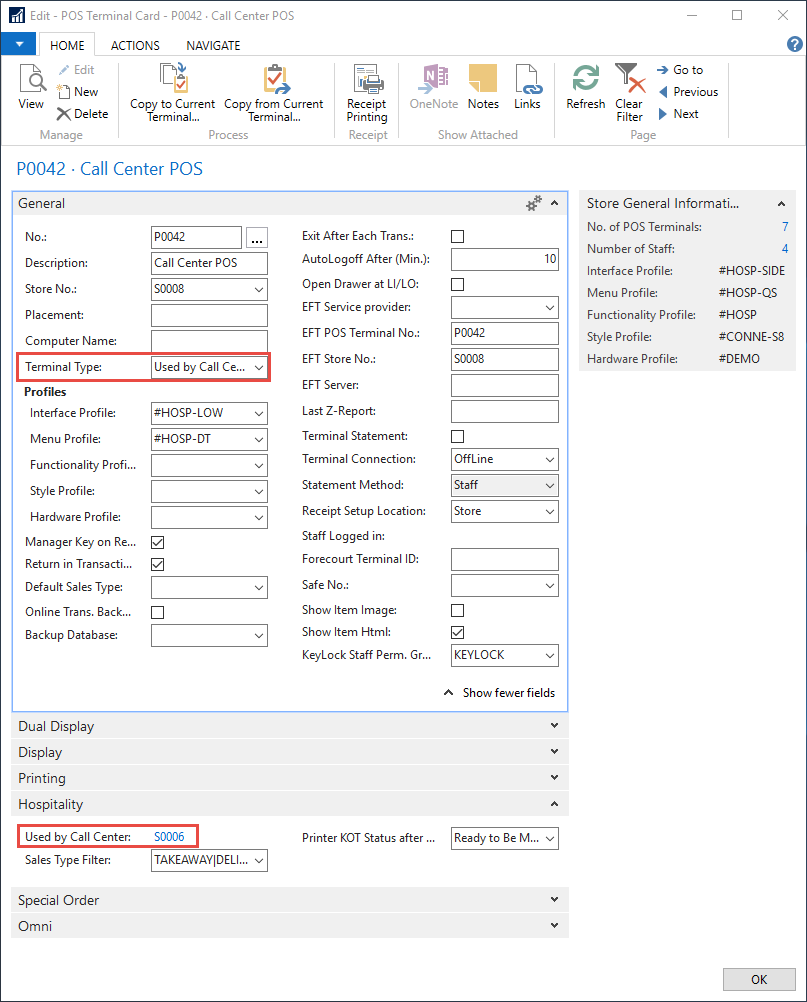 Edit - POS Terminal Card - P0042 · Call Center POS
HOME ACTIONS NAVIGATE
View
Edit
New
Delete
Manage
Copy to Current Terminal...
Copy from Current Terminal...
Process
Receipt Printing
Receipt
OneNote
Notes
Links
Show Attached
Refresh
Clear Filter
Go to
Previous
Next
Page
P0042 · Call Center POS
General
No.: P0042 ...
Description: Call Center POS
Store No.: S0008
Placement:
Computer Name:
Terminal Type: Used by Call Ce...
Profiles
Interface Profile: #HOSP-LOW
Menu Profile: #HOSP-DT
Functionality Profi...
Style Profile:
Hardware Profile:
Manager Key on Re...
Return in Transacti...
Default Sales Type:
Online Trans. Back...
Backup Database:
Exit After Each Trans.:
AutoLogoff After (Min.): 10
Open Drawer at LI/LO:
EFT Service provider:
EFT POS Terminal No.: P0042
EFT Store No.: S0008
EFT Server:
Last Z-Report:
Terminal Statement:
Terminal Connection: OffLine
Statement Method: Staff
Receipt Setup Location: Store
Staff Logged in:
Forecourt Terminal ID:
Safe No.:
Show Item Image:
Show Item Html:
KeyLock Staff Perm. Gr... KEYLOCK
Show fewer fields
Dual Display
Display
Printing
Hospitality
Used by Call Center: S0006
Sales Type Filter: TAKEAWAY|DELI...
Printer KOT Status after ... Ready to Be M...
Special Order
Omni
Store General Informati...
No. of POS Terminals: 7
Number of Staff: 4
Interface Profile: #HOSP-SIDE
Menu Profile: #HOSP-QS
Functionality Profile: #HOSP
Style Profile: #CONNE-S8
Hardware Profile: #DEMO
OK